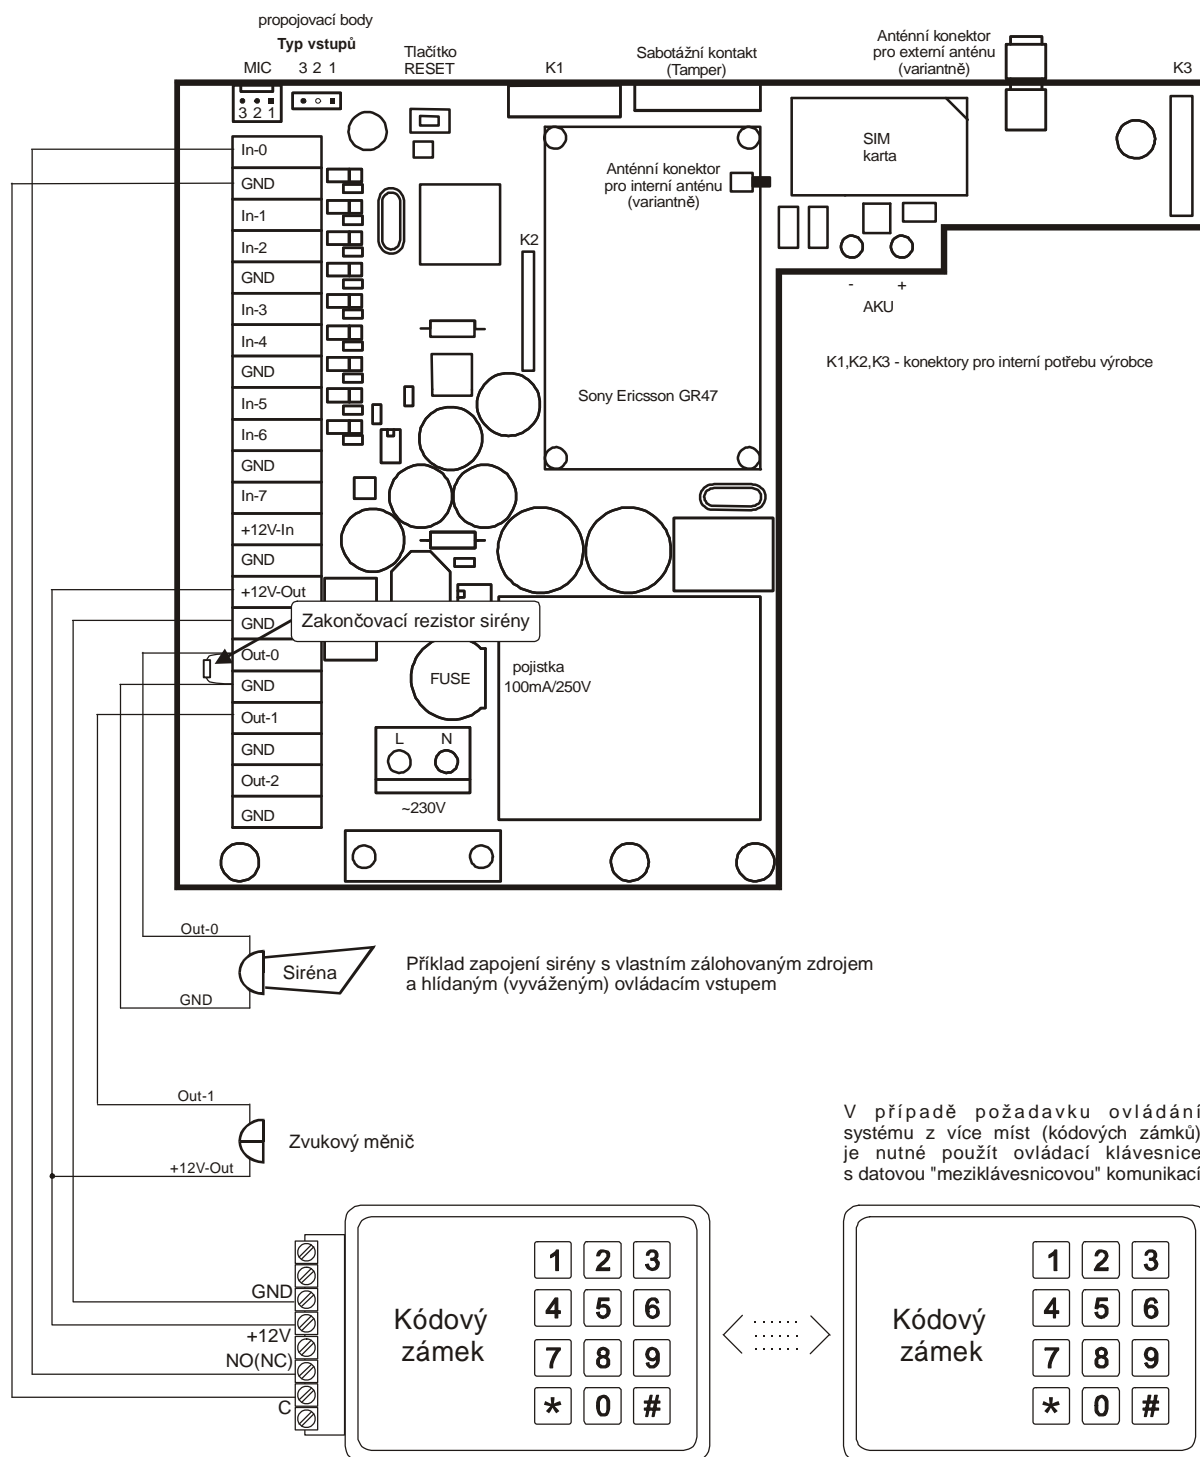 propojovací body
Typ vstupů
MIC
3 2 1
Tlačítko
RESET
K1
Sabotážní kontakt
(Tamper)
Anténní konektor
pro externí anténu
(variantně)
K3
3 2 1
In-0
GND
In-1
In-2
GND
In-3
In-4
GND
In-5
In-6
GND
In-7
+12V-In
GND
+12V-Out
GND
Out-0
GND
Out-1
GND
Out-2
GND
SIM
karta
Anténní konektor
pro interní anténu
(variantně)
K2
- +
AKU
K1,K2,K3 - konektory pro interní potřebu výrobce
Sony Ericsson GR47
Zakončovací rezistor sirény
FUSE
pojistka
100mA/250V
L N
~230V
Out-0
Siréna
GND
Příklad zapojení sirény s vlastním zálohovaným zdrojem
a hlídaným (vyváženým) ovládacím vstupem
Out-1
Zvukový měnič
+12V-Out
V případě požadavku ovládání
systému z více míst (kódových zámků)
je nutné použít ovládací klávesnice
s datovou "meziklávesnicovou" komunikací
GND
+12V
NO(NC)
C
Kódový
zámek
1 2 3
4 5 6
7 8 9
* 0 #
Kódový
zámek
1 2 3
4 5 6
7 8 9
* 0 #